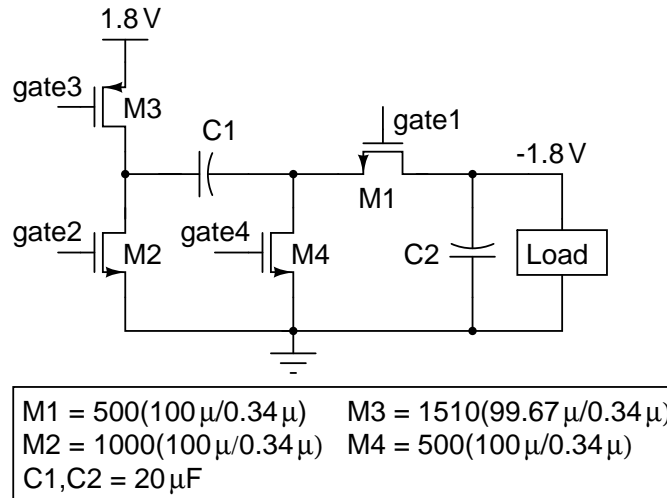 1.8 V
gate3
M3
C1
gate1
-1.8 V
M1
gate2
M2
gate4
M4
C2
Load
M1 = 500(100 μ/0.34 μ) M3 = 1510(99.67 μ/0.34 μ)
M2 = 1000(100 μ/0.34 μ) M4 = 500(100 μ/0.34 μ)
C1,C2 = 20 μF